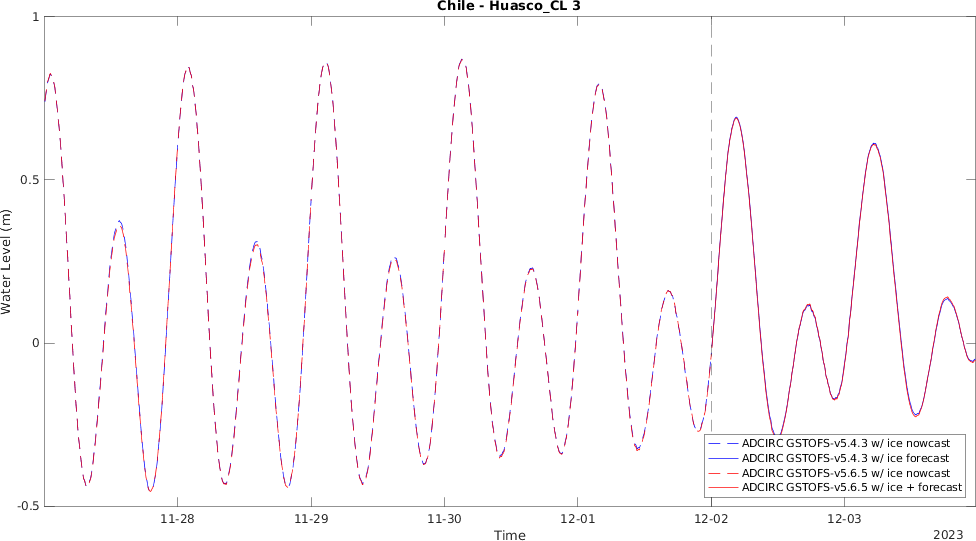 Chile - Huasco_CL 3
1
0.5
0
-0.5
Water Level (m)
11-28
11-29
11-30
12-01
12-02
12-03
Time
2023
ADCIRC GSTOFS-v5.4.3 w/ ice nowcast
ADCIRC GSTOFS-v5.4.3 w/ ice forecast
ADCIRC GSTOFS-v5.6.5 w/ ice nowcast
ADCIRC GSTOFS-v5.6.5 w/ ice + forecast